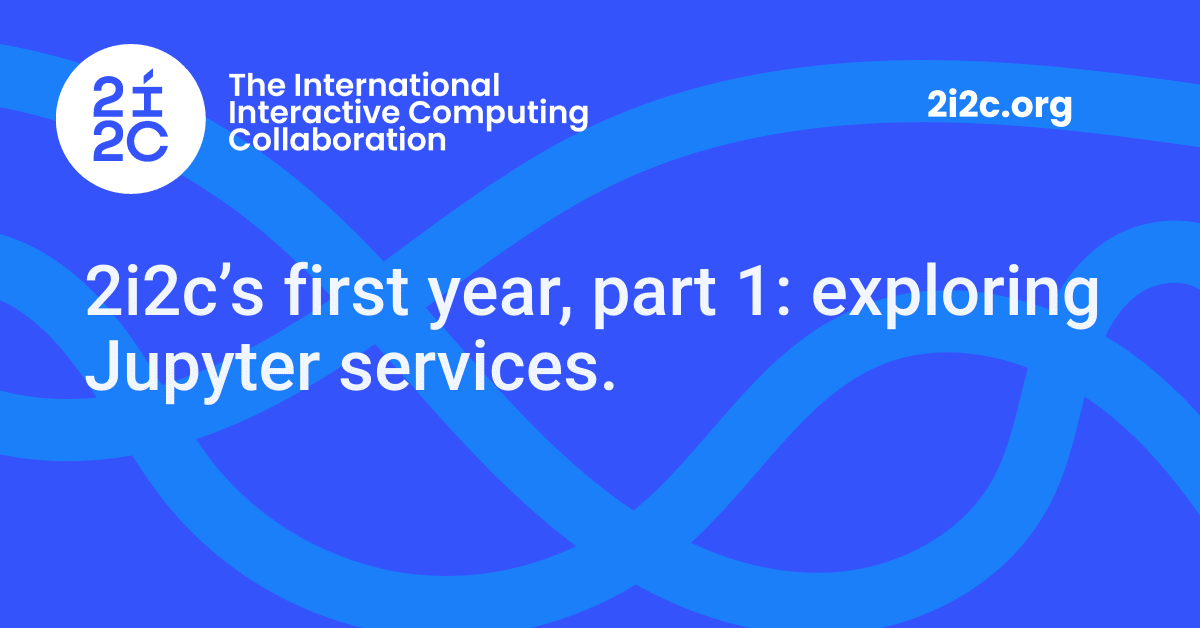 2i
2C
The International
Interactive Computing
Collaboration
2i2c.org
2i2c’s first year, part 1: exploring
Jupyter services.